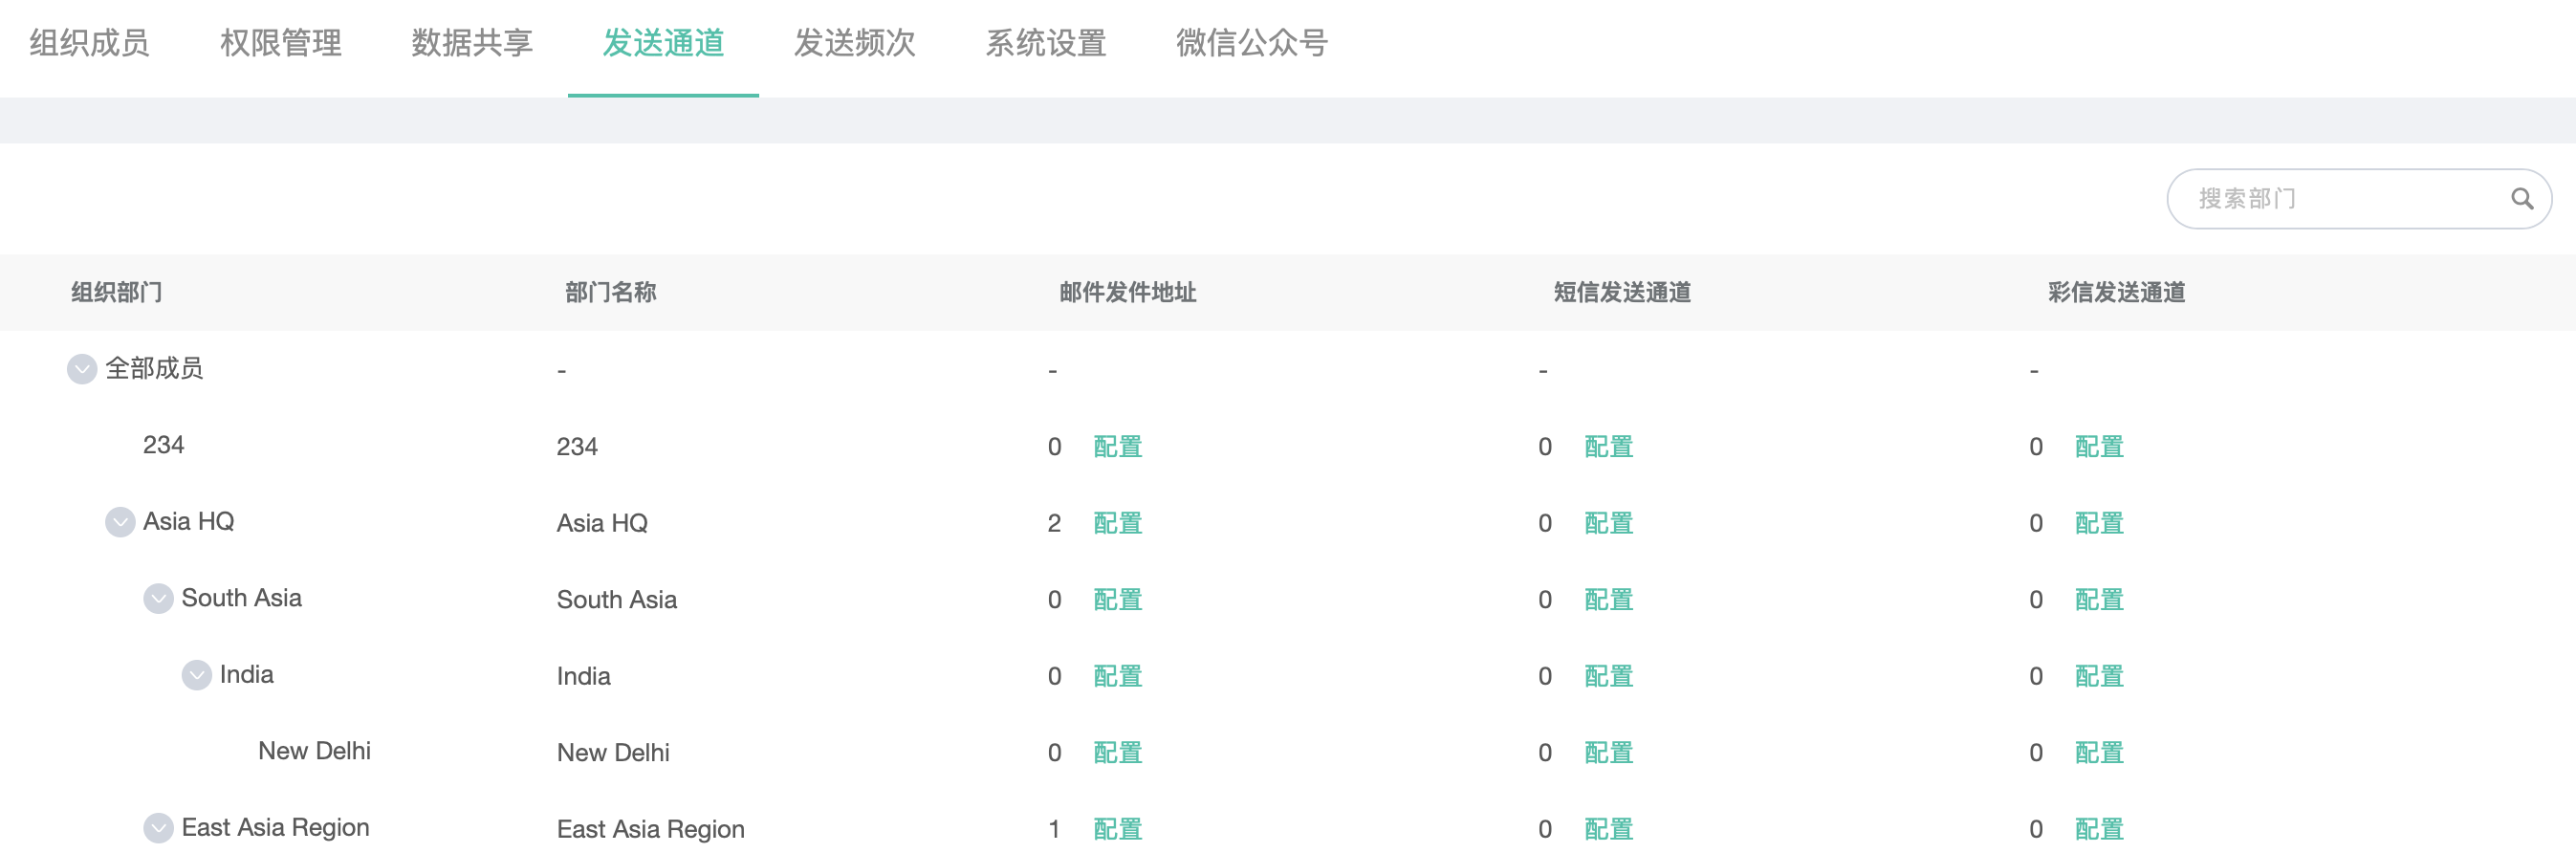 组织成员 权限管理 数据共享 发送通道 发送频次 系统设置 微信公众号
搜索部门
组织部门 部门名称 邮件发件地址 短信发送通道 彩信发送通道
全部成员 - - - -
234 234 0 配置 0 配置 0 配置
Asia HQ Asia HQ 2 配置 0 配置 0 配置
South Asia South Asia 0 配置 0 配置 0 配置
India India 0 配置 0 配置 0 配置
New Delhi New Delhi 0 配置 0 配置 0 配置
East Asia Region East Asia Region 1 配置 0 配置 0 配置